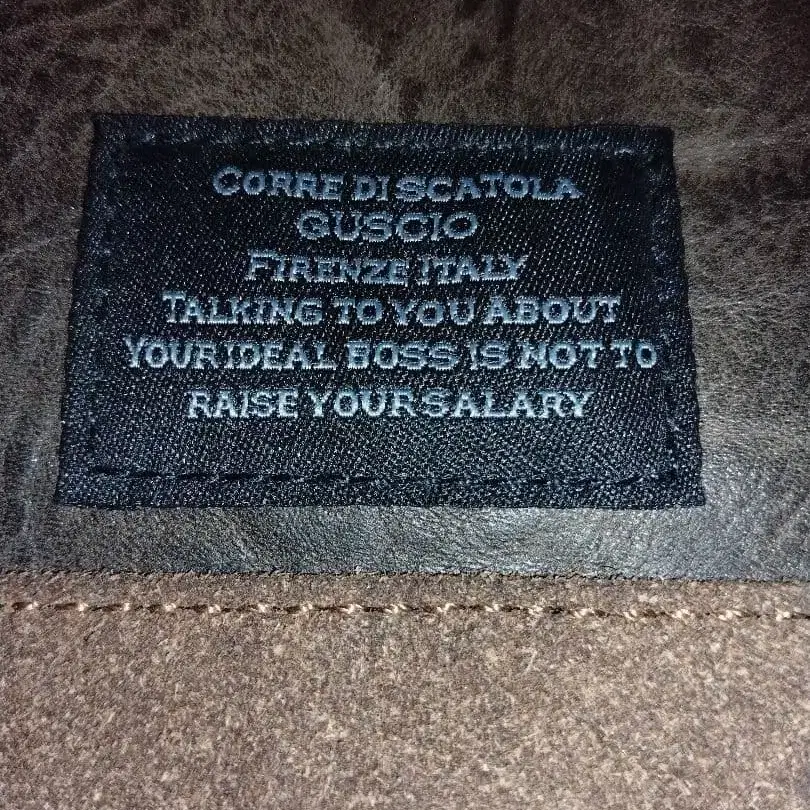 CORRE DI SCATOLA
GUSCIO
FIRENZE ITALY
TALKING TO YOU ABOUT
YOUR IDEAL BOSS IS NOT TO
RAISE YOUR SALARY